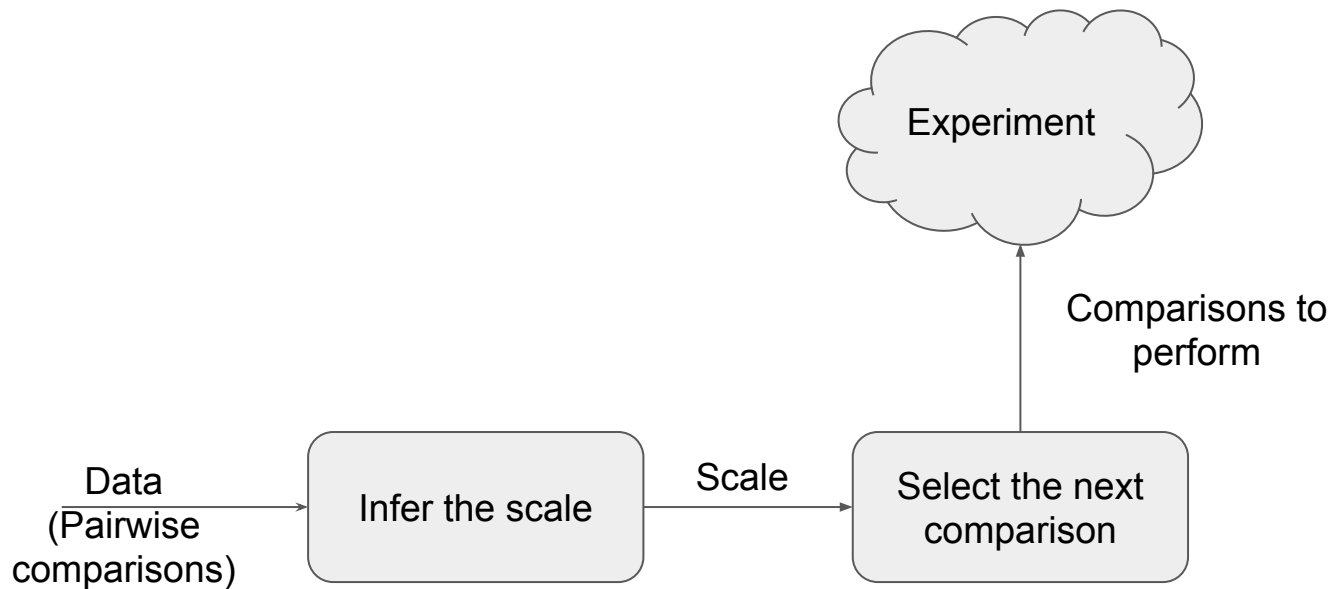 Experiment
Comparisons to
perform
Data
(Pairwise
comparisons)
Infer the scale
Scale
Select the next
comparison